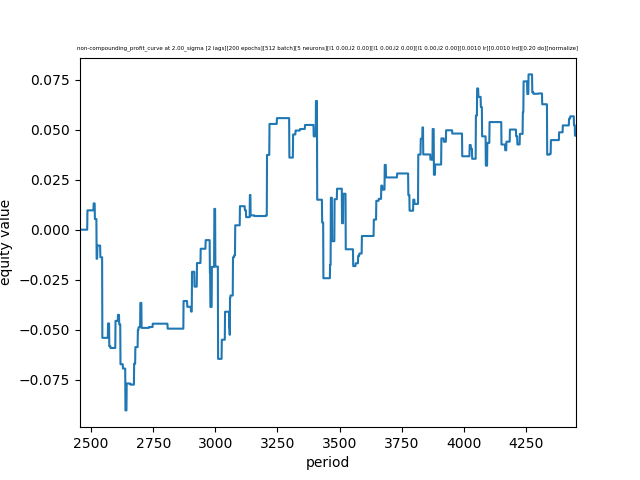 non-compounding_profit_curve at 2.00_sigma [2 lags][200 epochs][512 batch][5 neurons][l1 0.00,l2 0.00][l1 0.00,l2 0.00][l1 0.00,l2 0.00][0.0010 lr][0.0010 lrd][0.20 do][normalize]
0.075
0.050
0.025
0.000
−0.025
−0.050
−0.075
equity value
2500 2750 3000 3250 3500 3750 4000 4250
period